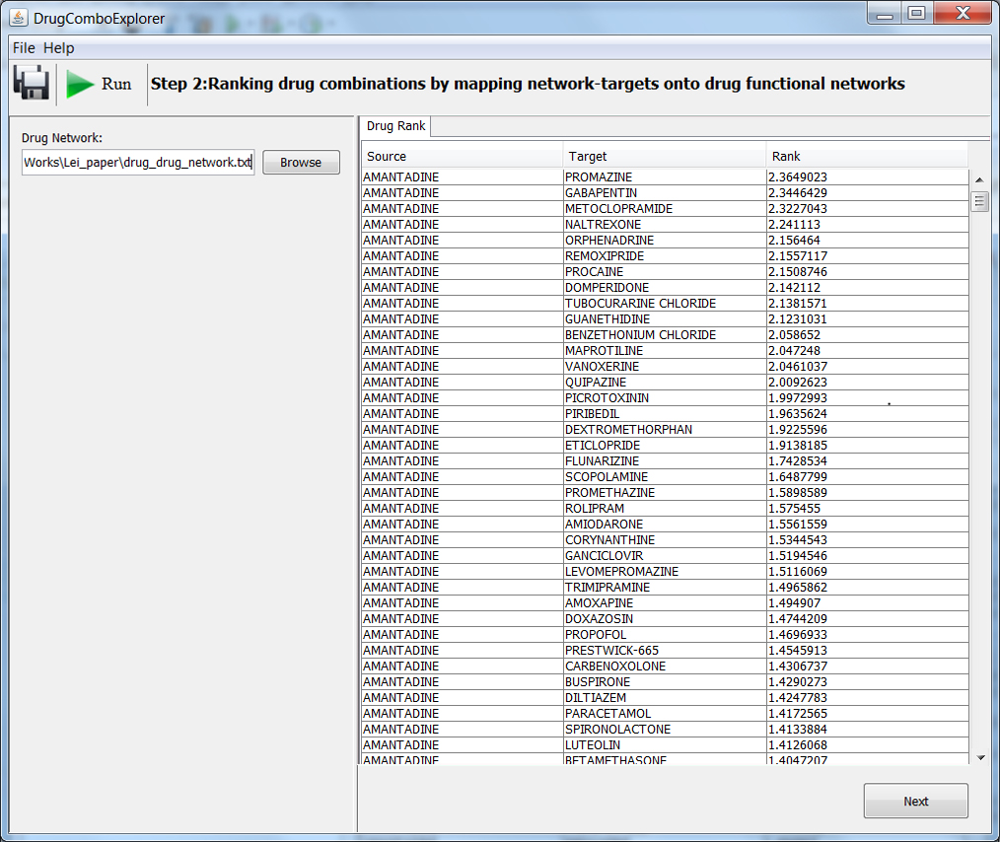 DrugComboExplorer
File Help
Run Step 2:Ranking drug combinations by mapping network-targets onto drug functional networks
Drug Network:
Works\Lei_paper\drug_drug_network.txt Browse
Drug Rank
Source Target Rank
AMANTADINE PROMAZINE 2.3649023
AMANTADINE GABAPENTIN 2.3446429
AMANTADINE METOCLOPRAMIDE 2.3227043
AMANTADINE NALTREXONE 2.241113
AMANTADINE ORPHENADRINE 2.156464
AMANTADINE REMOXIPRIDE 2.1557117
AMANTADINE PROCAINE 2.1508746
AMANTADINE DOMPERIDONE 2.142112
AMANTADINE TUBOCURARINE CHLORIDE 2.1381571
AMANTADINE GUANETHIDINE 2.1231031
AMANTADINE BENZETHONIUM CHLORIDE 2.058652
AMANTADINE MAPROTILINE 2.047248
AMANTADINE VANOXERINE 2.0461037
AMANTADINE QUIPAZINE 2.0092623
AMANTADINE PICROTOXININ 1.9972993
AMANTADINE PIRIBEDIL 1.9635624
AMANTADINE DEXTROMETHORPHAN 1.9225596
AMANTADINE ETICLOPRIDE 1.9138185
AMANTADINE FLUNARIZINE 1.7428534
AMANTADINE SCOPOLAMINE 1.6487799
AMANTADINE PROMETHAZINE 1.5898589
AMANTADINE ROLIPRAM 1.575455
AMANTADINE AMIODARONE 1.5561559
AMANTADINE CORYNANTHINE 1.5344543
AMANTADINE GANCICLOVIR 1.5194546
AMANTADINE LEVOMEPROMAZINE 1.5116069
AMANTADINE TRIMIPRAMINE 1.4965862
AMANTADINE AMOXAPINE 1.494907
AMANTADINE DOXAZOSIN 1.4744209
AMANTADINE PROPOFOL 1.4696933
AMANTADINE PRESTWICK-665 1.4545913
AMANTADINE CARBENOXOLONE 1.4306737
AMANTADINE BUSPIRONE 1.4290273
AMANTADINE DILTIAZEM 1.4247783
AMANTADINE PARACETAMOL 1.4172565
AMANTADINE SPIRONOLACTONE 1.4133884
AMANTADINE LUTEOLIN 1.4126068
AMANTADINE BETAMETHASONE 1.4047207
Next